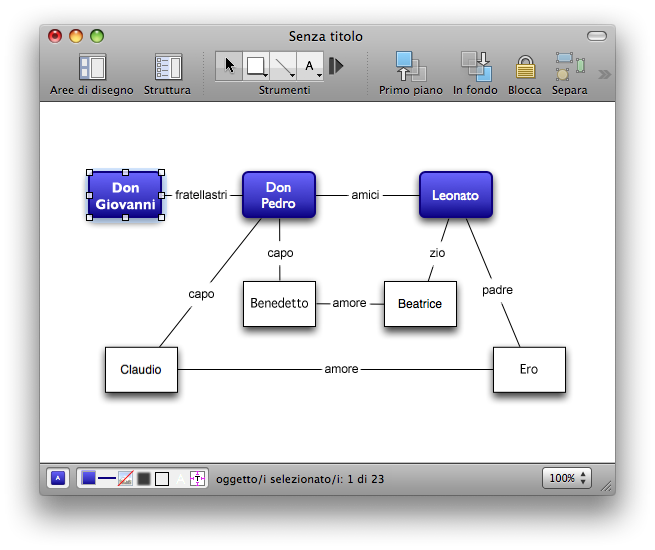 Senza titolo
Aree di disegno
Struttura
A
Strumenti
Primo piano
In fondo
Blocca
Separa
Don
Giovanni
fratellastri
Don
Pedro
amici
Leonato
capo
zio
capo
padre
Benedetto
amore
Beatrice
Claudio
amore
Ero
A
A
T
oggetto/i selezionato/i: 1 di 23
100%